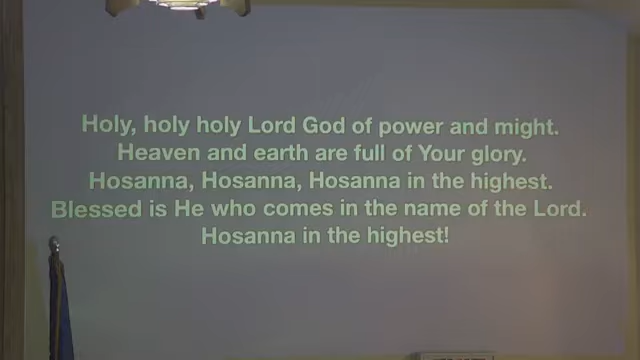 Holy, holy holy Lord God of power and might.
Heaven and earth are full of Your glory.
Hosanna, Hosanna, Hosanna in the highest.
Blessed is He who comes in the name of the Lord.
Hosanna in the highest!